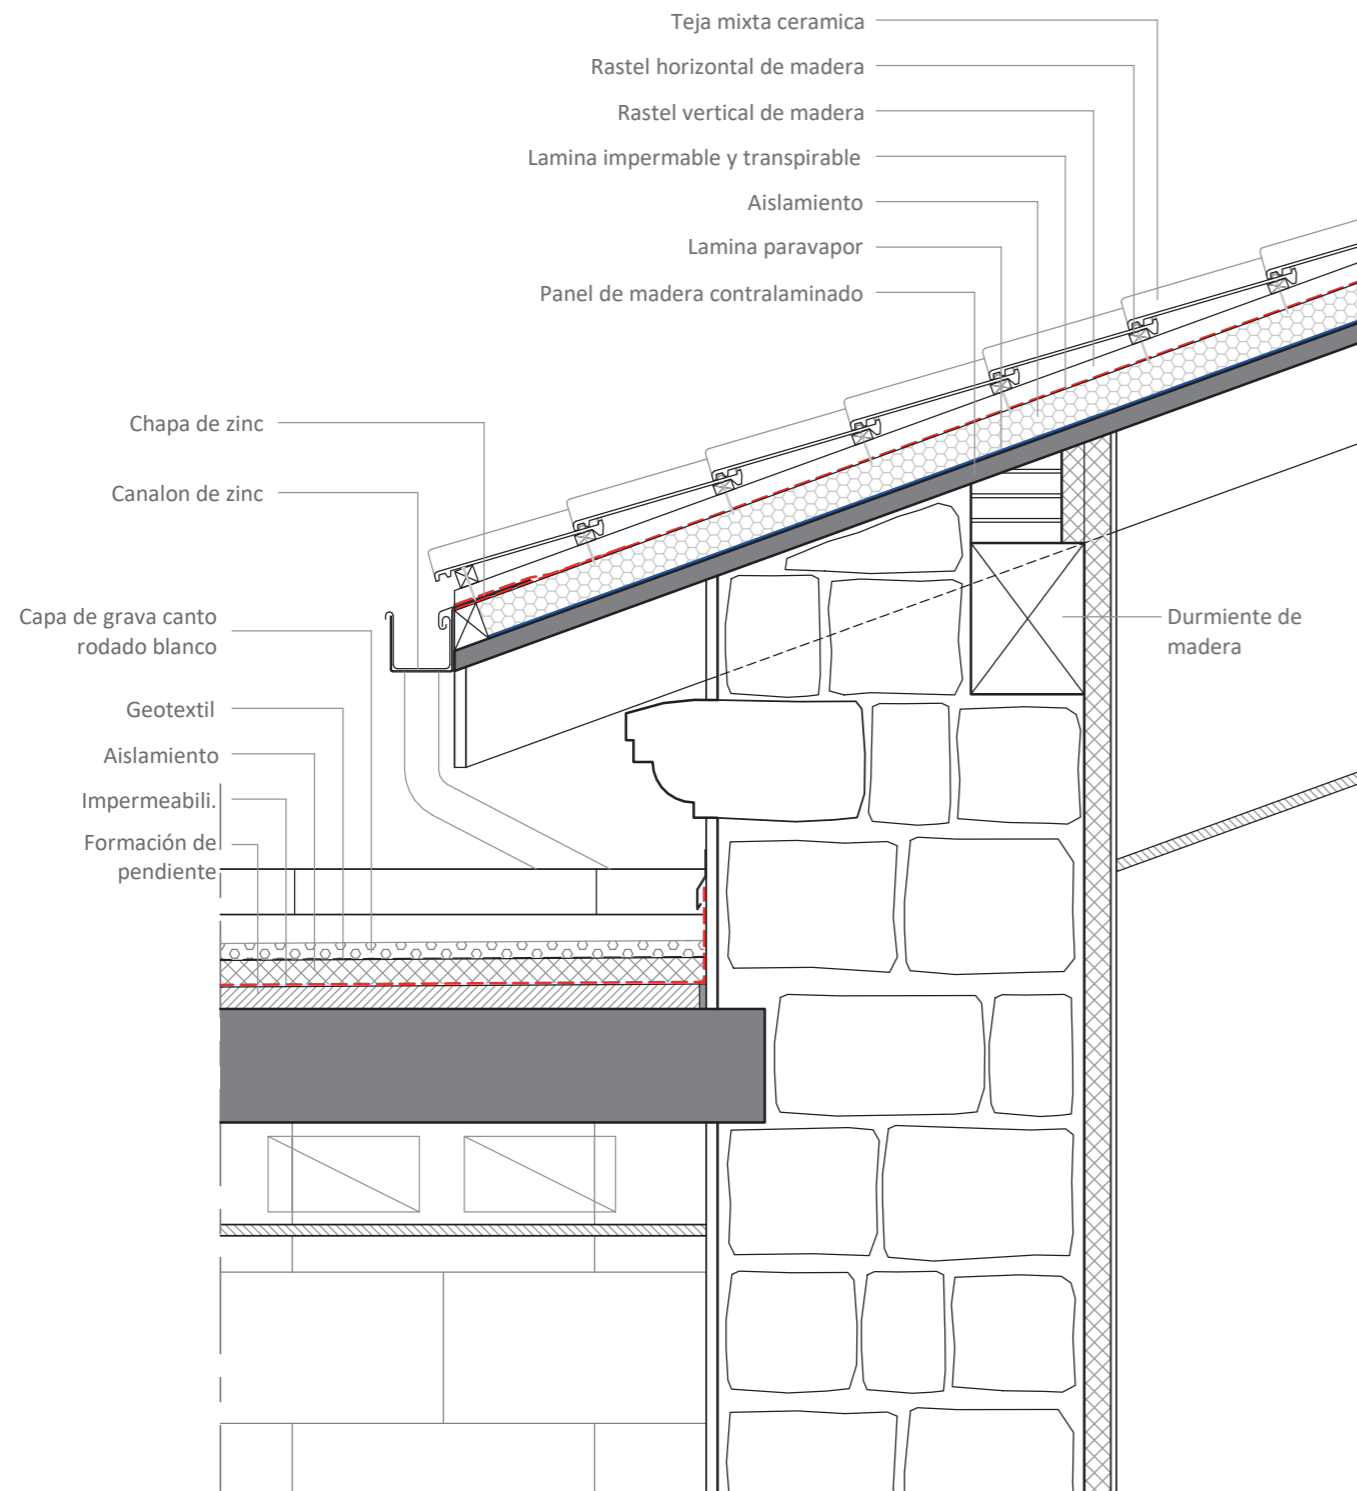 Teja mixta ceramica
Rastel horizontal de madera
Rastel vertical de madera
Lamina impermable y transpirable
Aislamiento
Lamina paravapor
Panel de madera contralaminado
Chapa de zinc
Canalon de zinc
Capa de grava canto
rodado blanco
Geotextil
Aislamiento
Impermeabili.
Formación de
pendiente
Durmiente de
madera